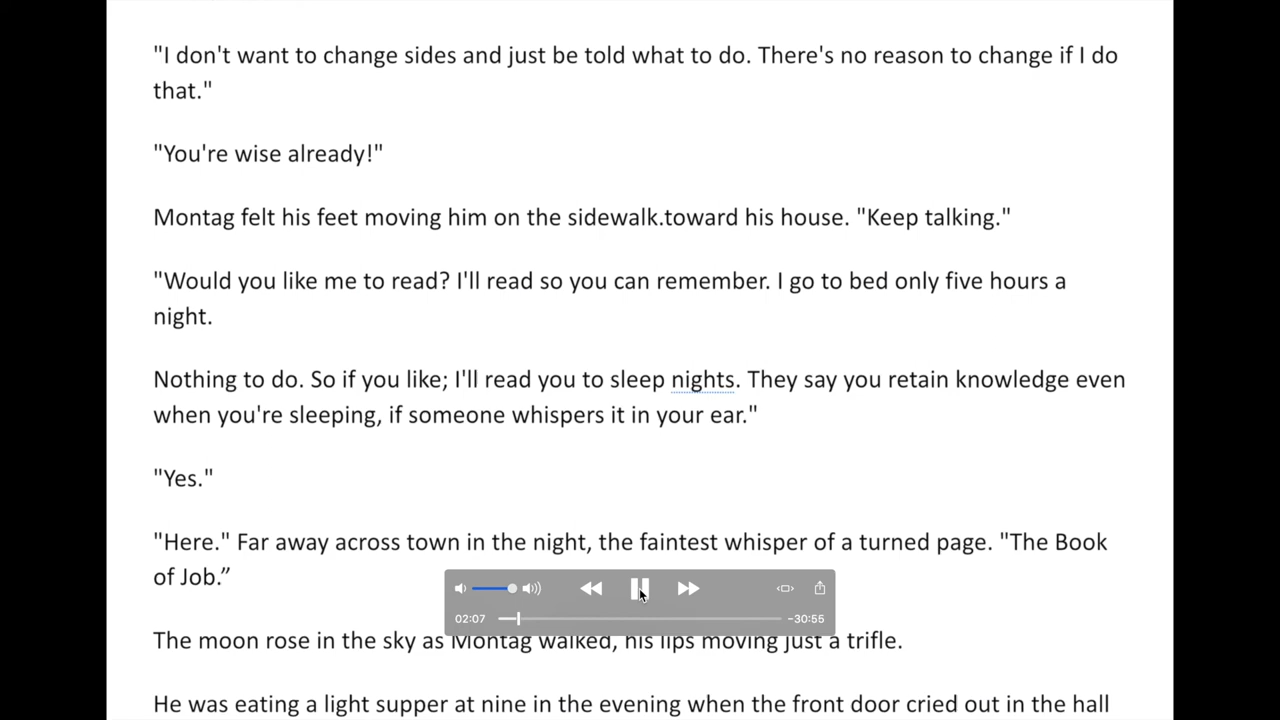 "I don't want to change sides and just be told what to do. There's no reason to change if I do
that."
"You're wise already!"
Montag felt his feet moving him on the sidewalk.toward his house. "Keep talking."
"Would you like me to read? I'll read so you can remember. I go to bed only five hours a
night.
Nothing to do. So if you like; I'll read you to sleep nights. They say you retain knowledge even
when you're sleeping, if someone whispers it in your ear."
"Yes."
"Here." Far away across town in the night, the faintest whisper of a turned page. "The Book
of Job.”
02:07
-30:55
The moon rose in the sky as Montag walked, his lips moving just a trifle.
He was eating a light supper at nine in the evening when the front door cried out in the hall